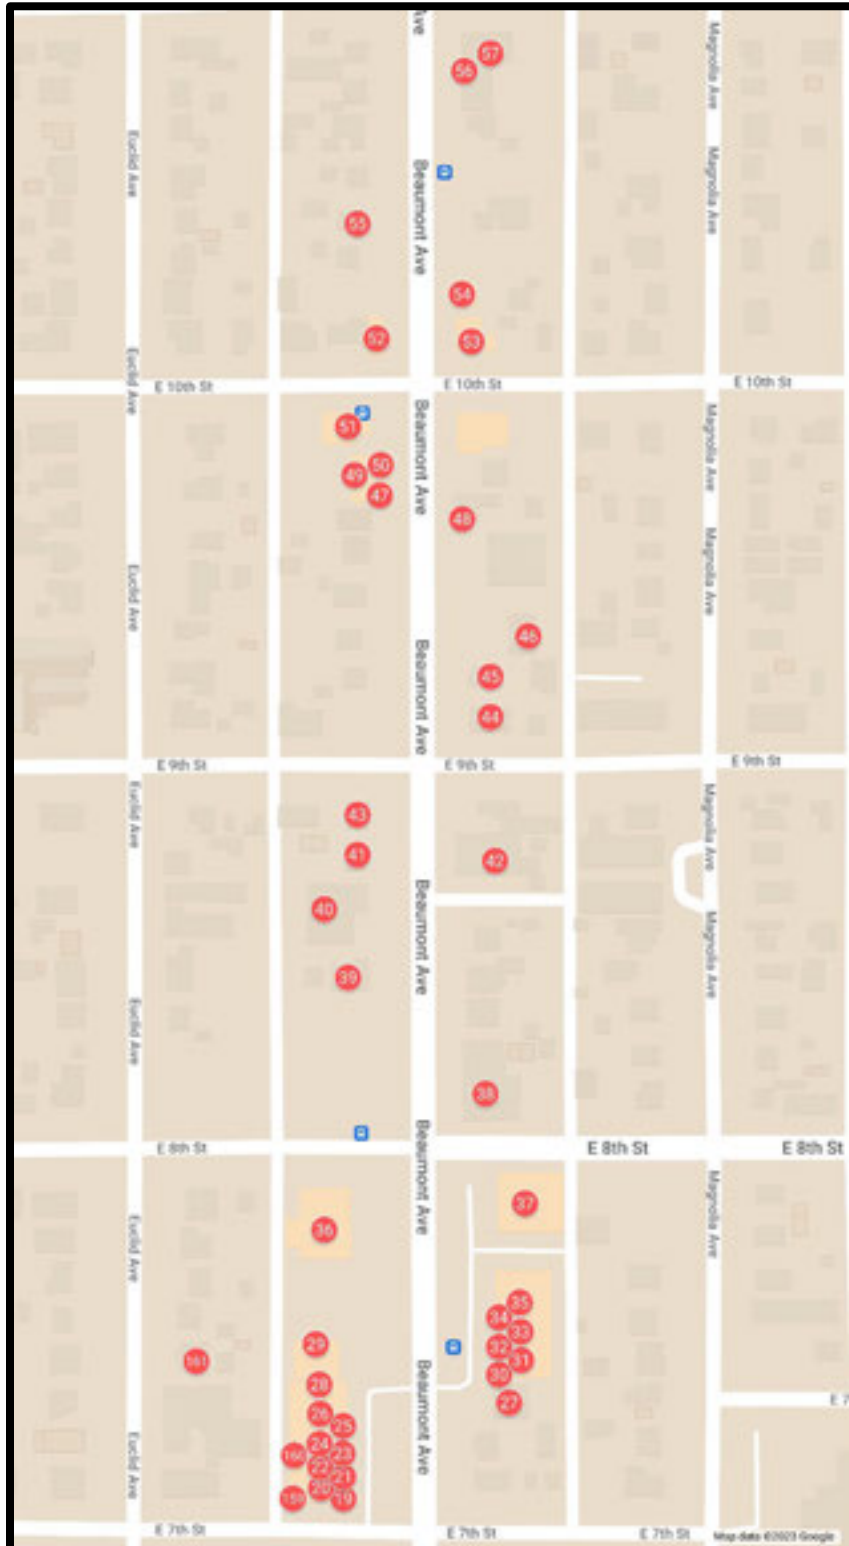 Ave
57
56
Magnolia Ave
Euclid Ave
Beaumont Ave
Magnolia Ave
55
54
52
53
Euclid Ave
E 10th St
E 10th St
E 10th St
51
Beaumont Ave
Magnolia Ave
50
49
47
48
Euclid Ave
Magnolia Ave
46
Beaumont Ave
45
44
E 9th St
E 9th St
E 9th St
Euclid Ave
43
Magnolia Ave
41
42
40
Beaumont Ave
Magnolia Ave
39
Euclid Ave
38
Beaumont Ave
E 8th St
E 8th St
E 8th St
Euclid Ave
36
37
Magnolia Ave
35
34
33
29
32
161
31
30
28
27
Beaumont Ave
E 7
26
25
Euclid Ave
24
23
160
22
21
20
159
19
E 7th St
E 7th St
E 7th St
Map data ©2023 Google